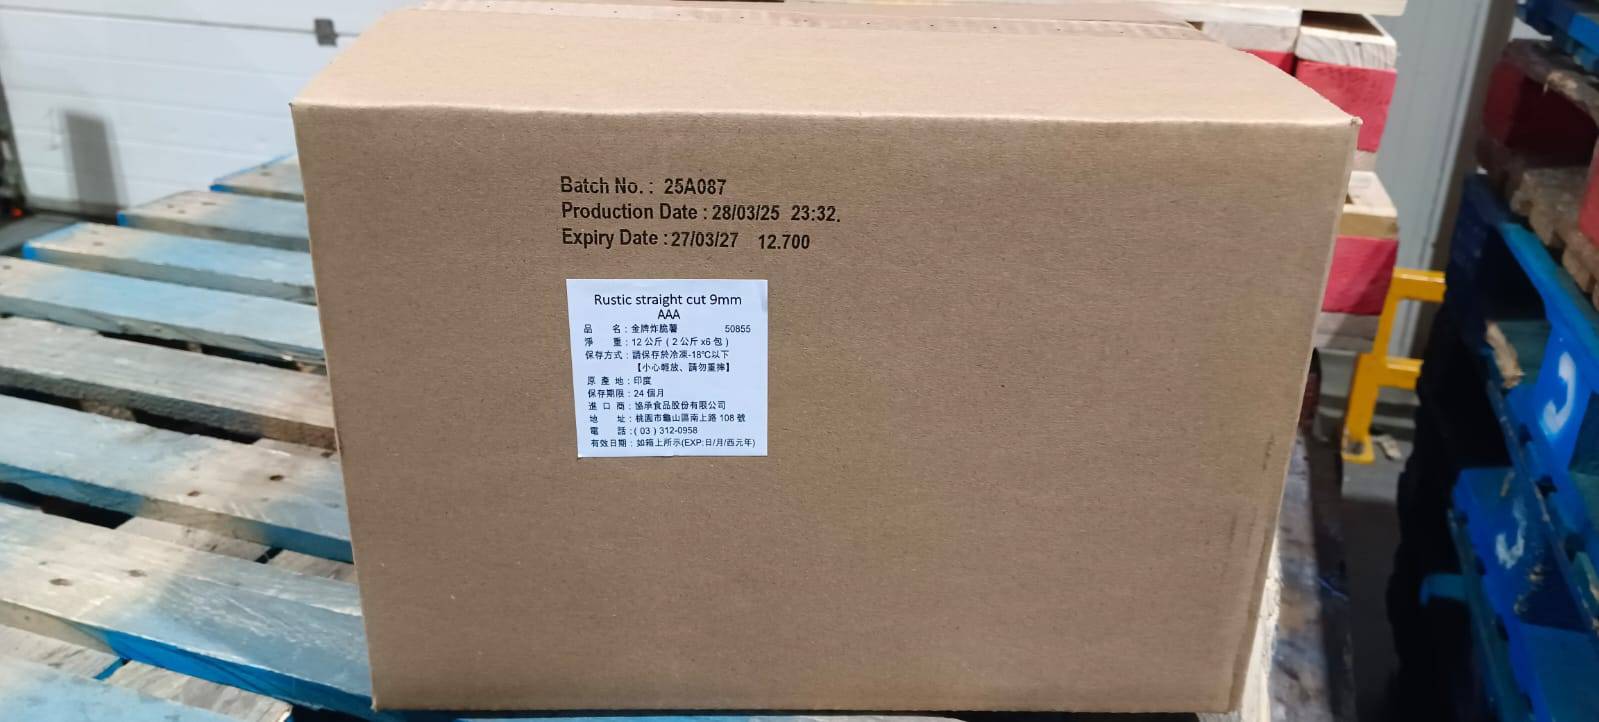 Batch No. : 25A087
Production Date : 28/03/25 23:32.
Expiry Date : 27/03/27 12.700
Rustic straight cut 9mm
AAA
品 名：金牌炸脆薯 50855
淨 重：12 公斤 ( 2 公斤 x6 包 )
保存方式：請保存於冷凍-18℃以下
【小心輕放、請勿重摔】
原 產 地：印度
保存期限：24 個月
進 口 商：協承食品股份有限公司
地 址：桃園市龜山區南上路 108 號
電 話：( 03 ) 312-0958
有效日期：如箱上所示(EXP:日/月/西元年)